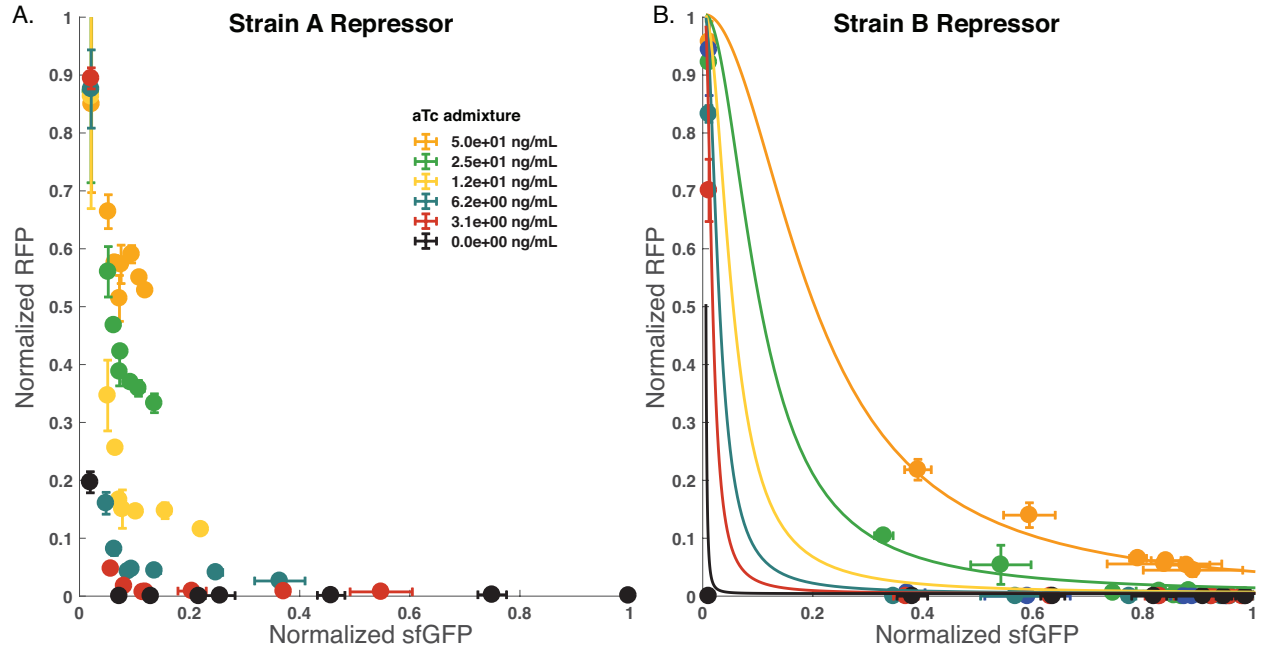 A.
Strain A Repressor
1
0.9
0.8
0.7
0.6
0.5
0.4
0.3
0.2
0.1
0
Normalized RFP
aTc admixture
5.0e+01 ng/mL
2.5e+01 ng/mL
1.2e+01 ng/mL
6.2e+00 ng/mL
3.1e+00 ng/mL
0.0e+00 ng/mL
0 0.2 0.4 0.6 0.8 1
Normalized sfGFP
B.
Strain B Repressor
1
0.9
0.8
0.7
0.6
0.5
0.4
0.3
0.2
0.1
0
Normalized RFP
0 0.2 0.4 0.6 0.8 1
Normalized sfGFP